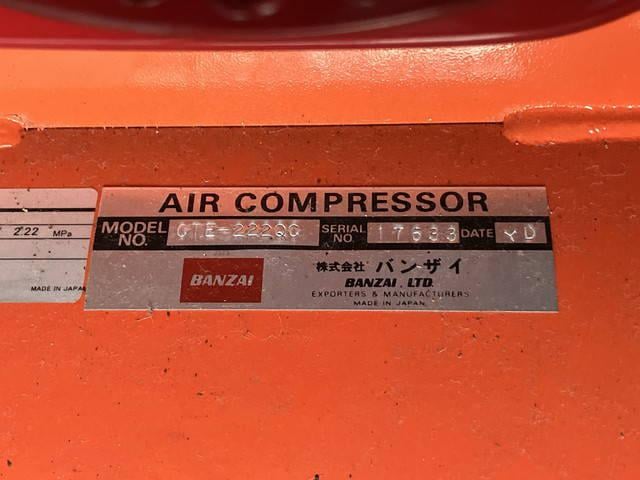 AIR COMPRESSOR
MODEL NO. SERIAL NO. 17633 DATE YD
BANZAI
株式会社 バンザイ
BANZAI, LTD.
EXPORTERS & MANUFACTURERS
MADE IN JAPAN
2.22 MPa
MADE IN JAPAN